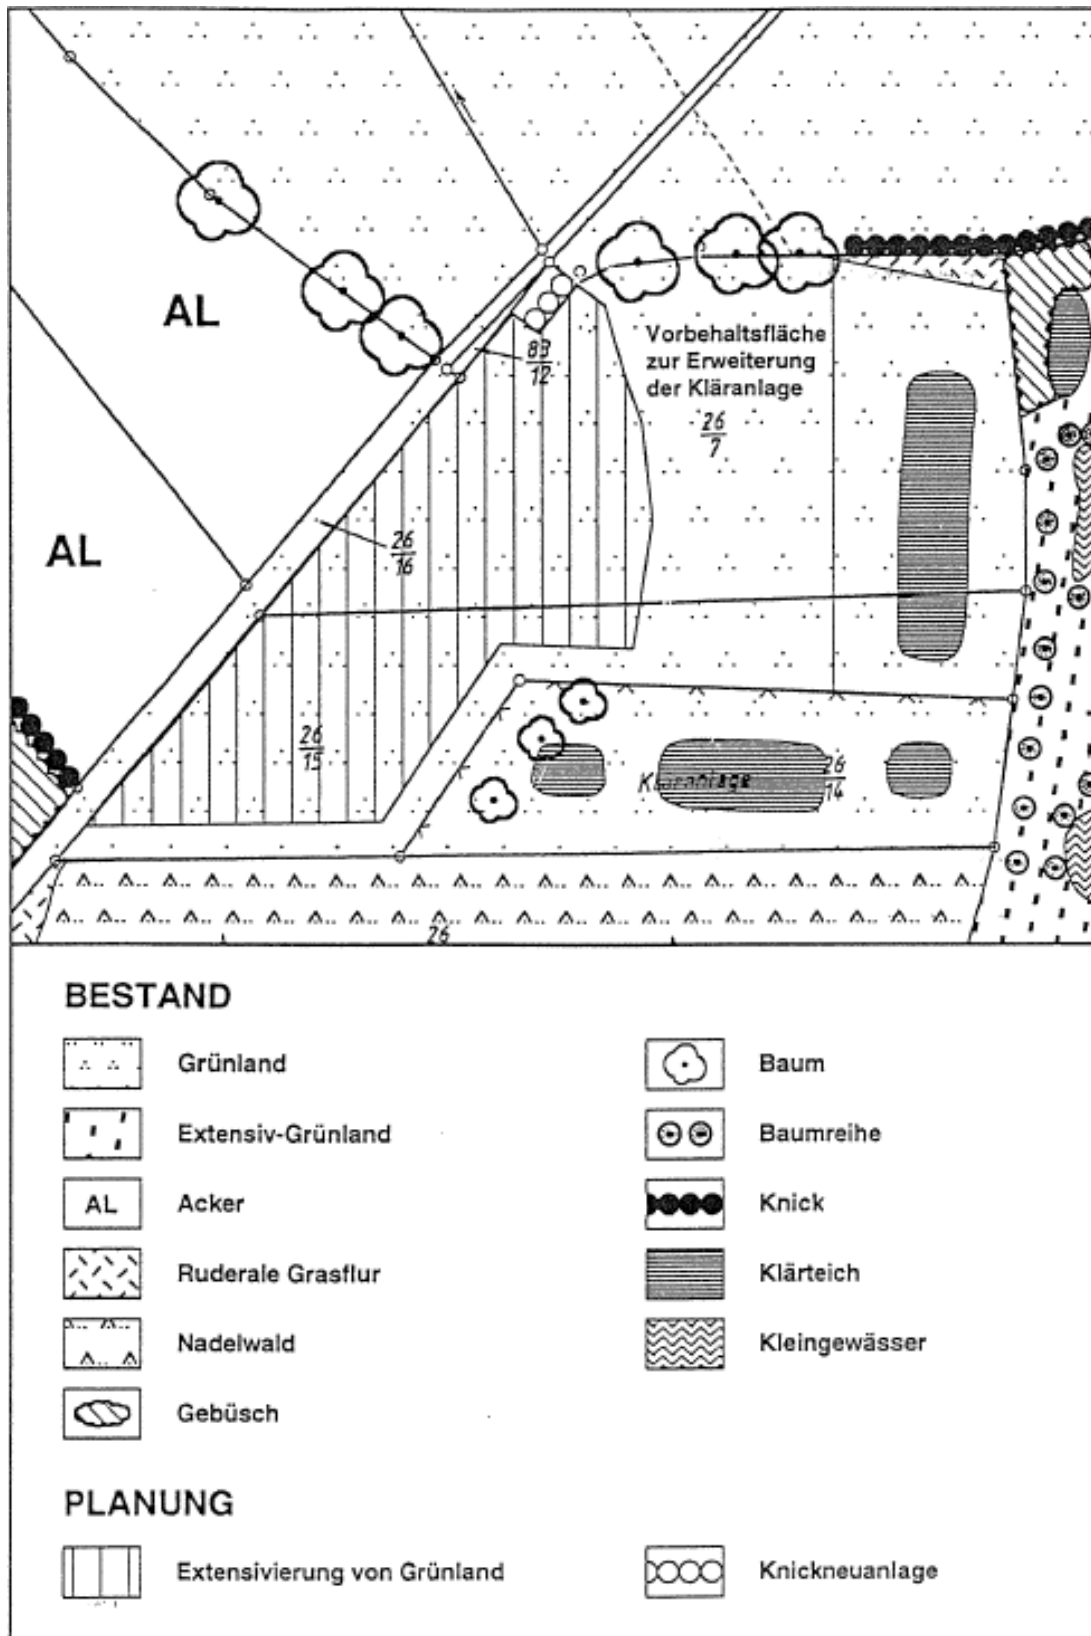 AL
Vorbehaltsfläche
zur Erweiterung
der Kläranlage
83
12
26
7
AL
26
16
26
15
Kläranlage
26
14
26
BESTAND
Grünland
Baum
Extensiv-Grünland
Baumreihe
AL
Acker
Knick
Ruderale Grasflur
Klärteich
Nadelwald
Kleingewässer
Gebüsch
PLANUNG
Extensivierung von Grünland
Knickneuanlage